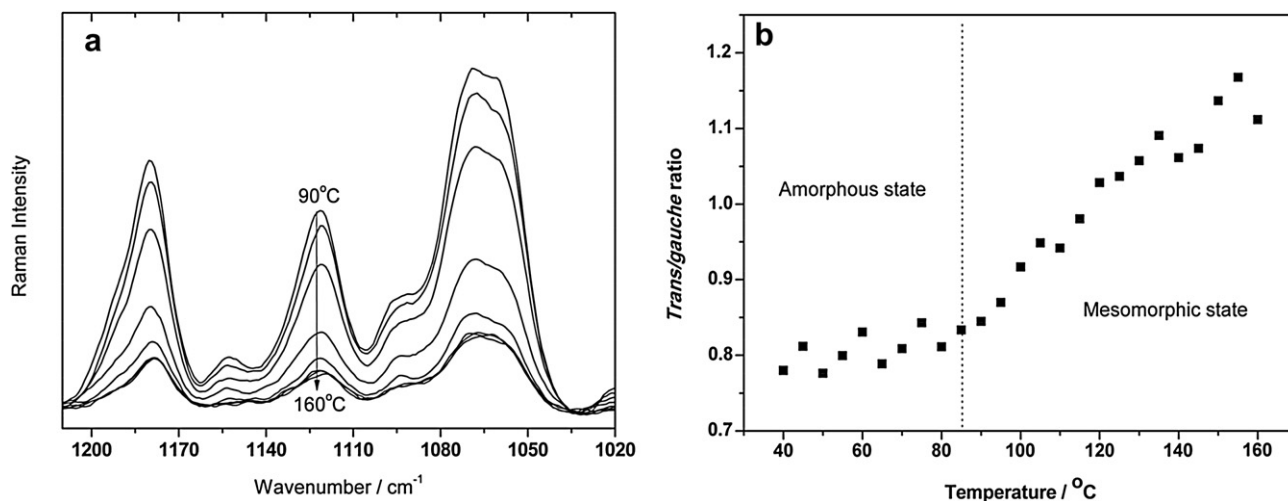 a
Raman Intensity
90°C
160°C
1200 1170 1140 1110 1080 1050 1020
Wavenumber / cm⁻¹
b
Trans/gauche ratio
1.2
1.1
1.0
0.9
0.8
0.7
Amorphous state
Mesomorphic state
40 60 80 100 120 140 160
Temperature / °C